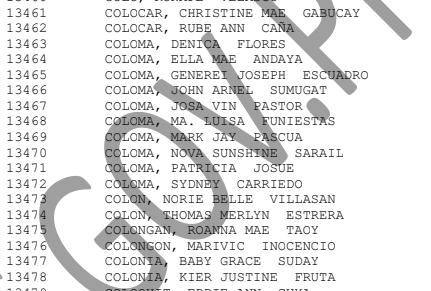 13461 COLOCAR, CHRISTINE MAE GABUCAY
13462 COLOCAR, RUBE ANN CAÑA
13463 COLOMA, DENICA FLORES
13464 COLOMA, ELLA MAE ANDAYA
13465 COLOMA, GENEREI JOSEPH ESCUADRO
13466 COLOMA, JOHN ARNEL SUMUGAT
13467 COLOMA, JOSA VIN PASTOR
13468 COLOMA, MA. LUISA FUNIESTAS
13469 COLOMA, MARK JAY PASCUA
13470 COLOMA, NOVA SUNSHINE SARAIL
13471 COLOMA, PATRICIA JOSUE
13472 COLOMA, SYDNEY CARRIEDO
13473 COLON, NORIE BELLE VILLASAN
13474 COLON, THOMAS MERLYN ESTRERA
13475 COLONGAN, ROANNA MAE TAOY
13476 COLONGON, MARIVIC INOCENCIO
13477 COLONIA, BABY GRACE SUDAY
13478 COLONIA, KIER JUSTINE FRUTA
GOV.P